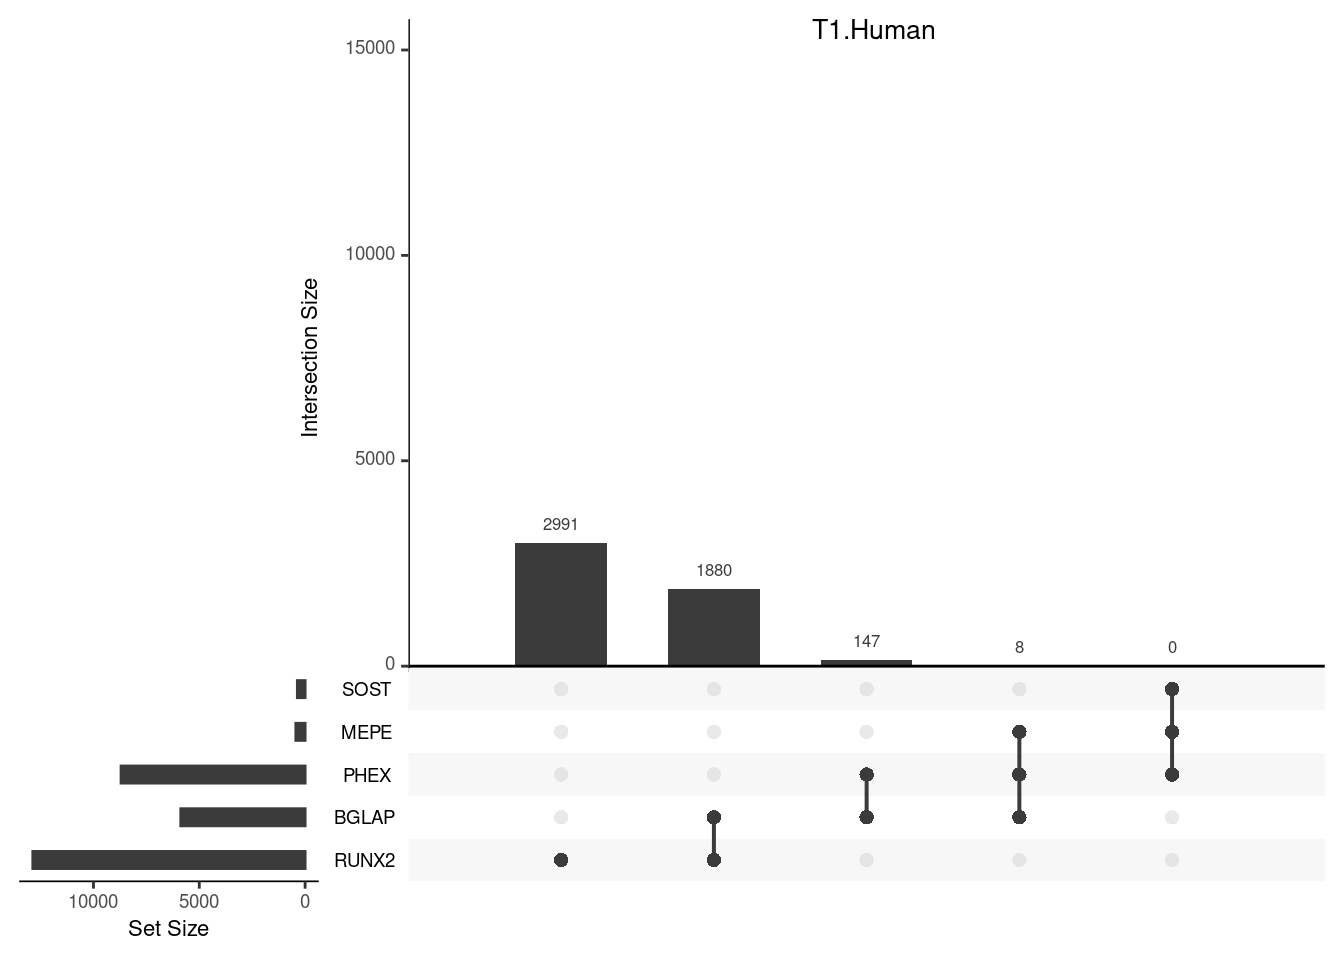 T1.Human
15000
10000
5000
0
Intersection Size
2991
1880
147
8
0
SOST
MEPE
PHEX
BGLAP
RUNX2
10000 5000 0
Set Size